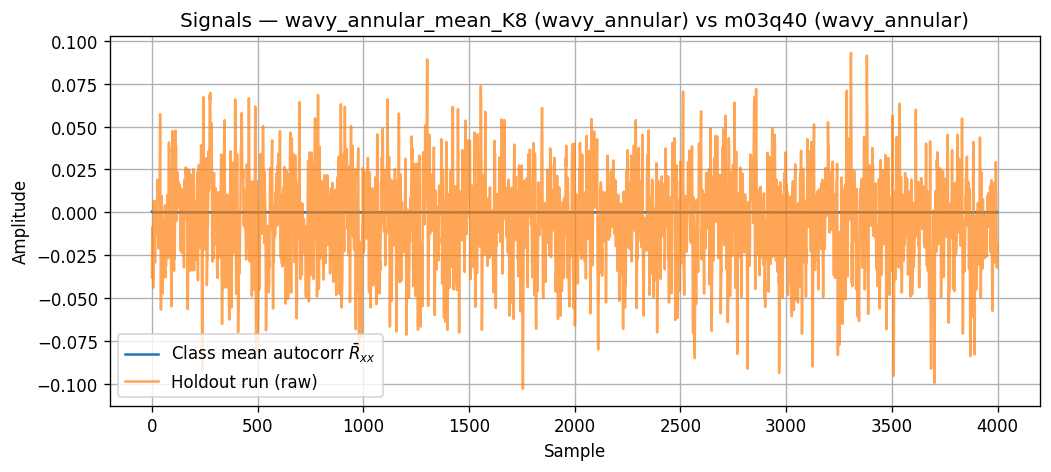 Signals — wavy_annular_mean_K8 (wavy_annular) vs m03q40 (wavy_annular)
0.100
0.075
0.050
0.025
0.000
−0.025
−0.050
−0.075
−0.100
Amplitude
Class mean autocorr R̄xx
Holdout run (raw)
0 500 1000 1500 2000 2500 3000 3500 4000
Sample